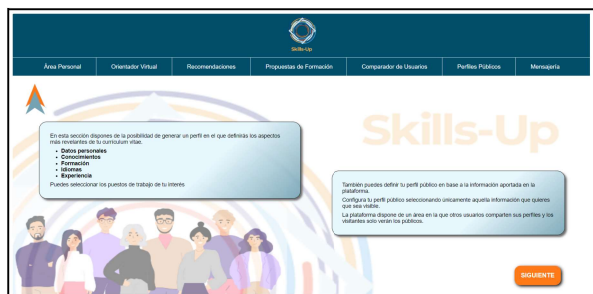 Skills-Up
Área Personal
Orientador Virtual
Recomendaciones
Propuestas de Formación
Comparador de Usuarios
Perfiles Públicos
Mensajería
Skills-Up
En esta sección dispones de la posibilidad de generar un perfil en el que definirás los aspectos
más revelantes de tu curriculum vitae.
• Datos personales
• Conocimientos
• Formación
• Idiomas
• Experiencia
Puedes seleccionar los puestos de trabajo de tu interés
También puedes definir tu perfil público en base a la información aportada en la
plataforma.
Configura tu perfil público seleccionando únicamente aquella información que quieres
que sea visible.
La plataforma dispone de un área en la que otros usuarios comparten sus perfiles y los
visitantes solo verán los públicos.
SIGUIENTE